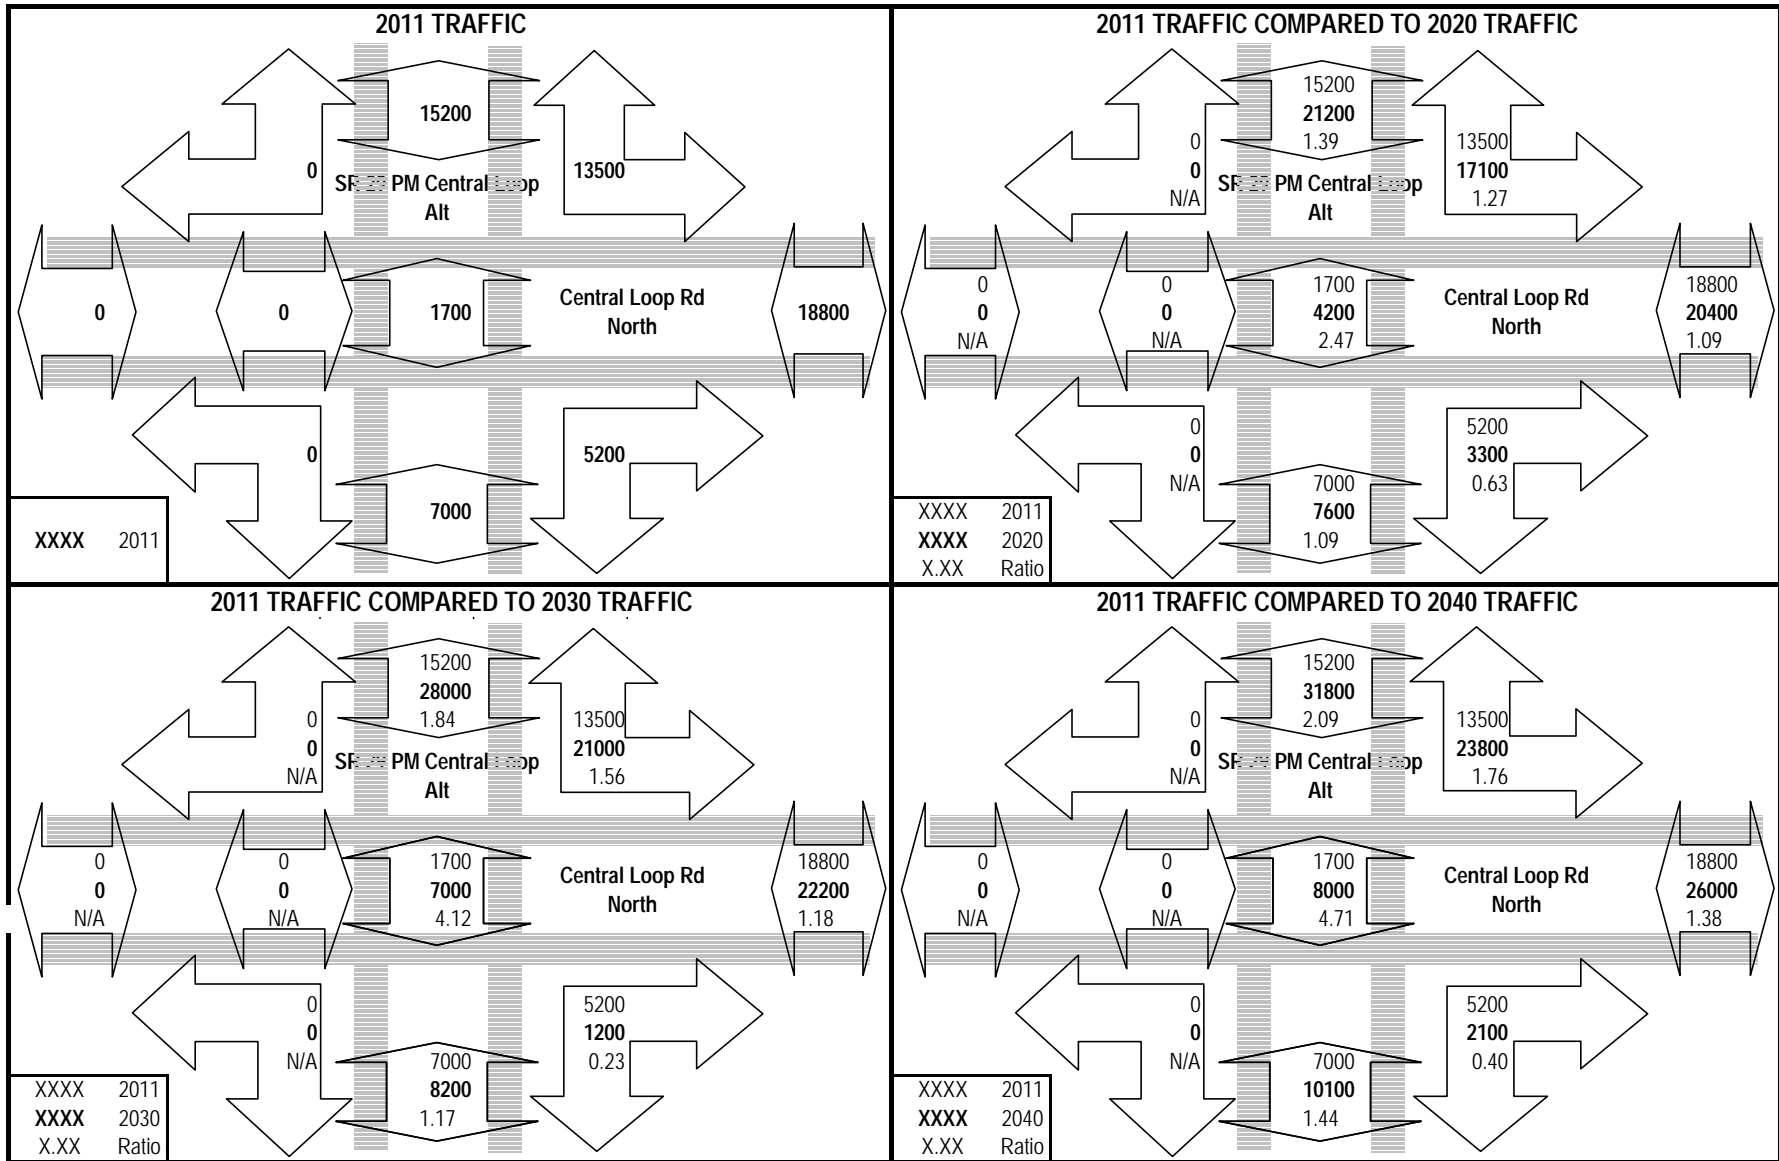 2011 TRAFFIC
15200
0
13500
SR PM Central Loop
Alt
0
0
1700
Central Loop Rd
North
18800
0
5200
7000
XXXX 2011
2011 TRAFFIC COMPARED TO 2020 TRAFFIC
15200
21200
1.39
0
0
N/A
13500
17100
1.27
SR PM Central Loop
Alt
0
0
N/A
0
0
N/A
1700
4200
2.47
Central Loop Rd
North
18800
20400
1.09
0
0
N/A
5200
3300
0.63
7000
7600
1.09
XXXX 2011
XXXX 2020
X.XX Ratio
2011 TRAFFIC COMPARED TO 2030 TRAFFIC
15200
28000
1.84
0
0
N/A
13500
21000
1.56
SR PM Central Loop
Alt
0
0
N/A
0
0
N/A
1700
7000
4.12
Central Loop Rd
North
18800
22200
1.18
0
0
N/A
5200
1200
0.23
7000
8200
1.17
XXXX 2011
XXXX 2030
X.XX Ratio
2011 TRAFFIC COMPARED TO 2040 TRAFFIC
15200
31800
2.09
0
0
N/A
13500
23800
1.76
SR PM Central Loop
Alt
0
0
N/A
0
0
N/A
1700
8000
4.71
Central Loop Rd
North
18800
26000
1.38
0
0
N/A
5200
2100
0.40
7000
10100
1.44
XXXX 2011
XXXX 2040
X.XX Ratio